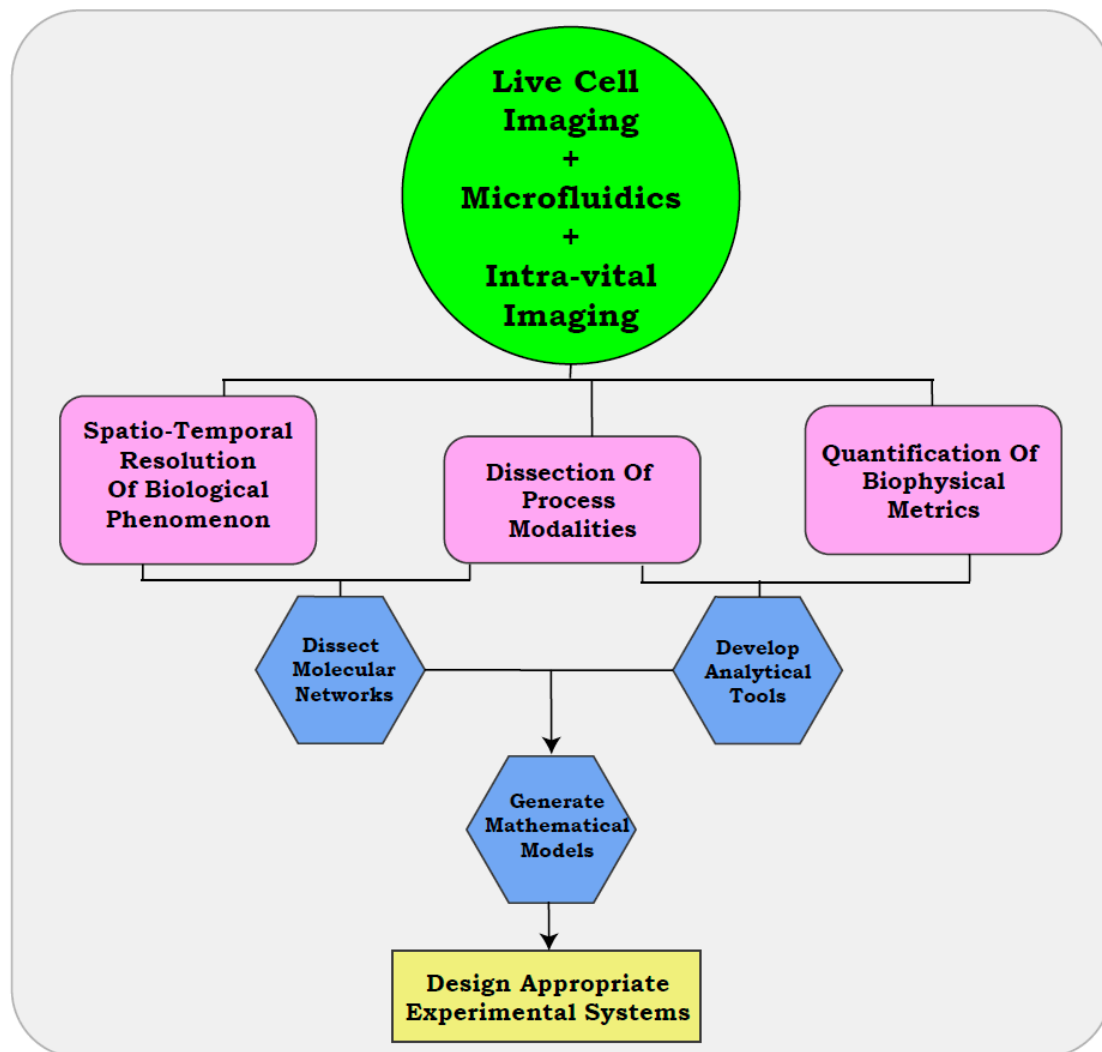 Live Cell
Imaging
+
Microfluidics
+
Intra-vital
Imaging
Spatio-Temporal
Resolution
Of Biological
Phenomenon
Dissection Of
Process
Modalities
Quantification Of
Biophysical
Metrics
Dissect
Molecular
Networks
Develop
Analytical
Tools
Generate
Mathematical
Models
Design Appropriate
Experimental Systems